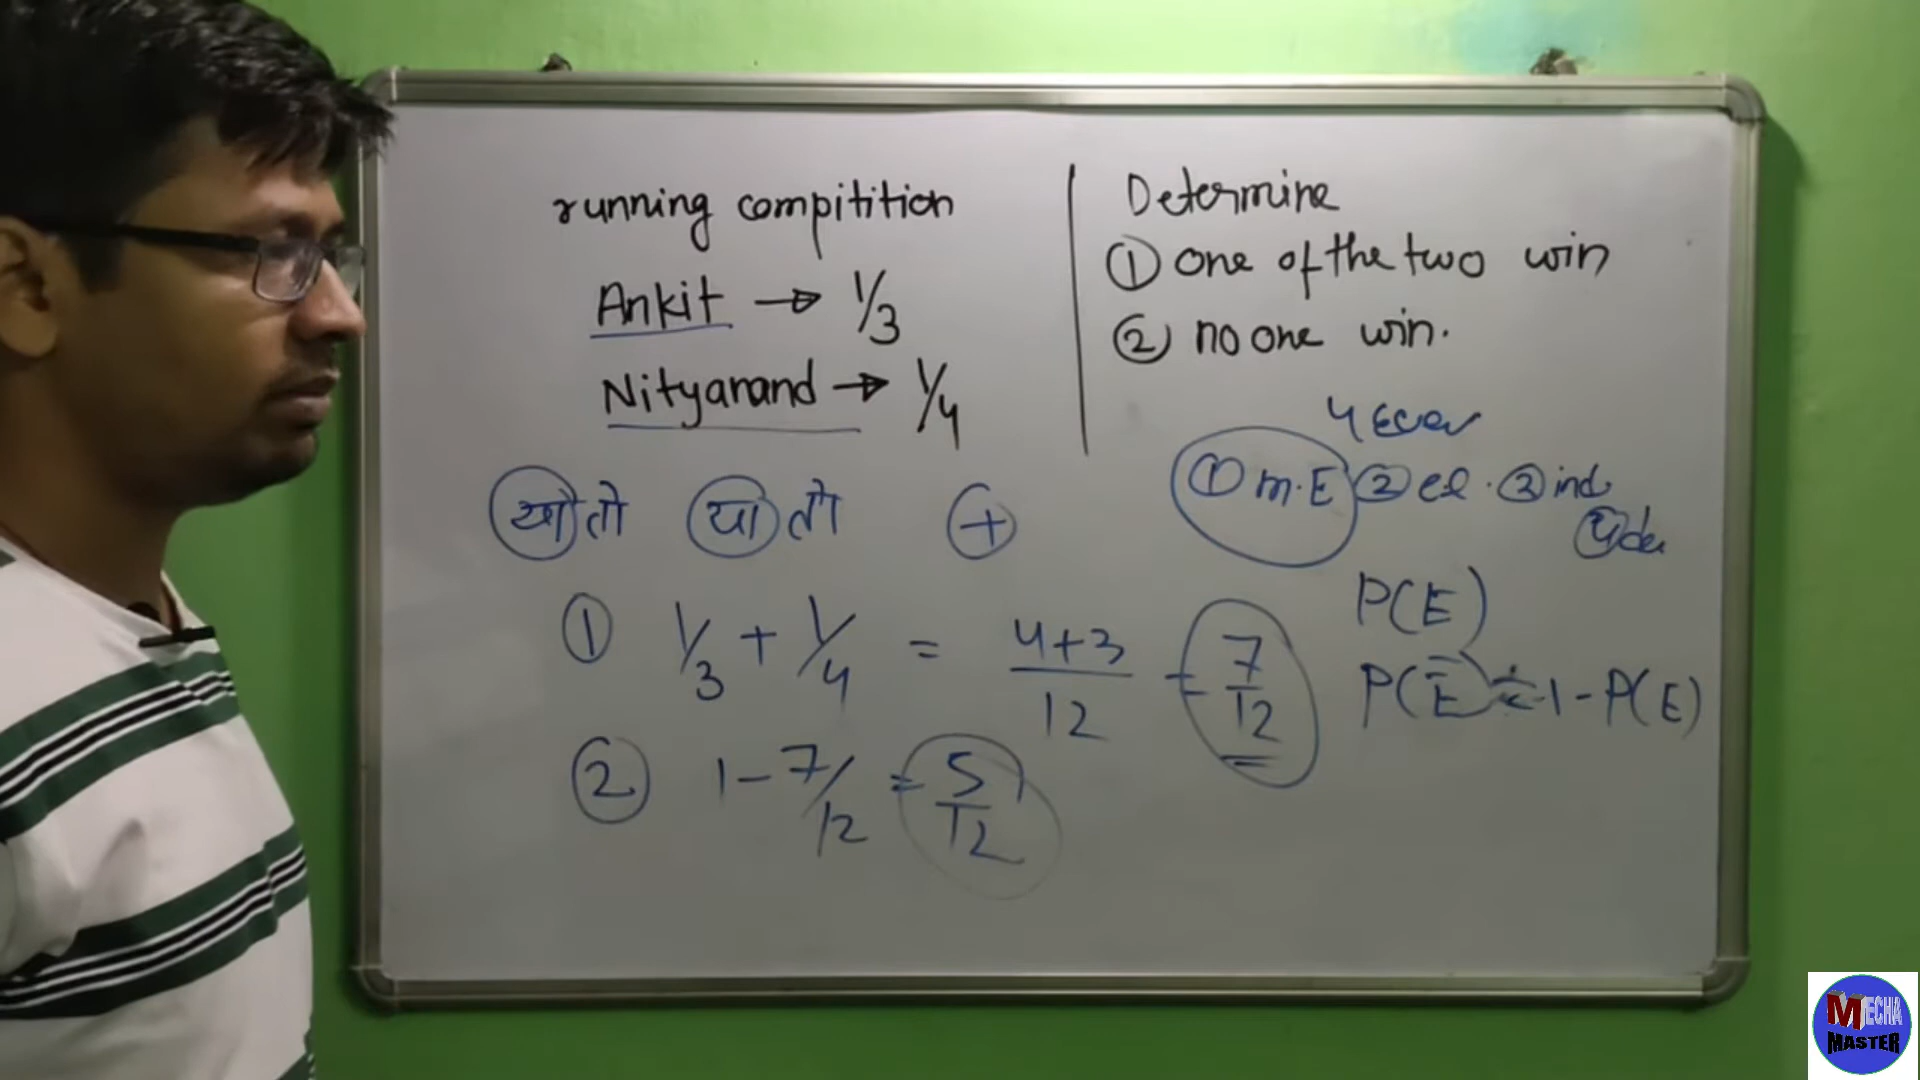 running compitition
Ankit → 1/3
Nityanand → 1/4
Determine
① one of the two win
② no one win.
① m.E ② el. ③ ind
④ de
या तो या तो +
① 1/3 + 1/4 = 4+3/12 = 7/12
P(E)
P(Ē) = 1 - P(E)
② 1 - 7/12 = 5/12
MECHA
MASTER